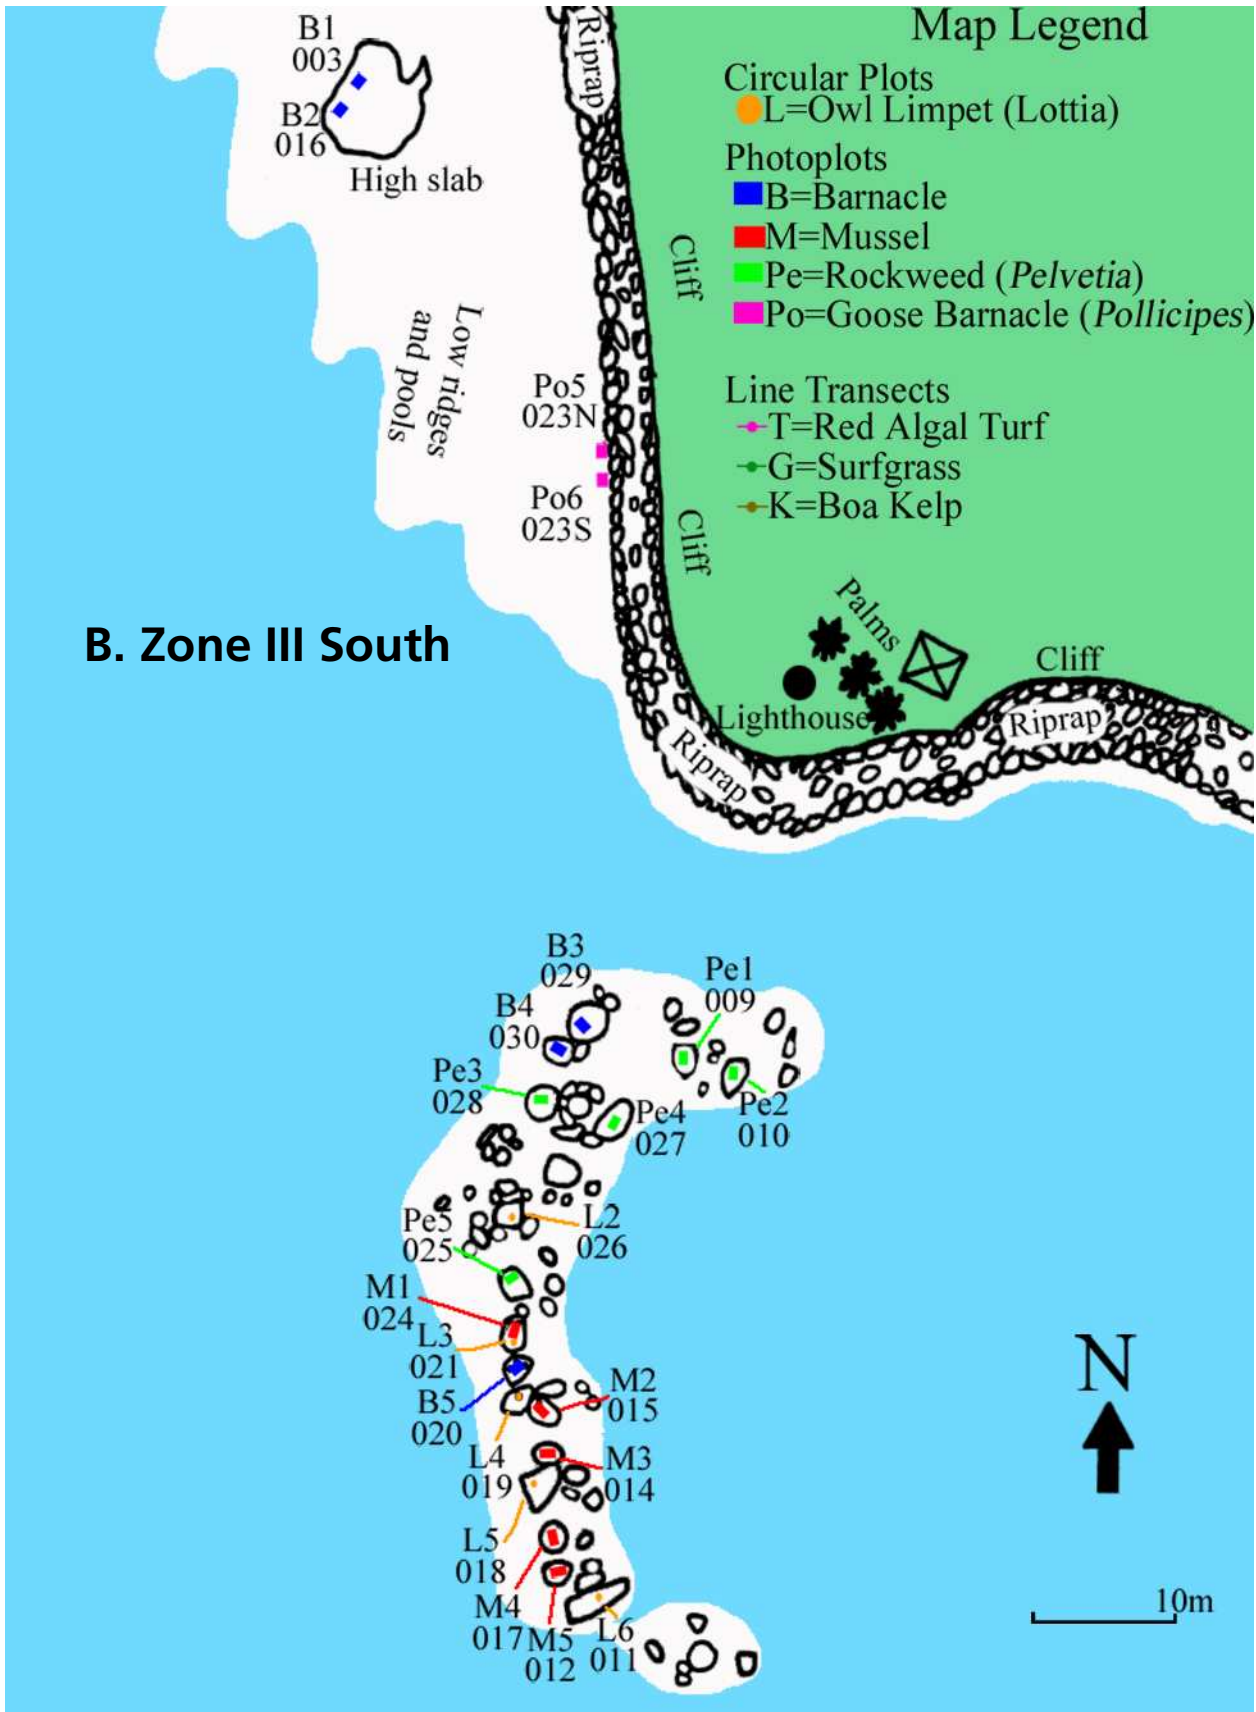 B1
003
B2
016
High slab
Riprap
Map Legend
Circular Plots
L=Owl Limpet (Lottia)
Photoplots
B=Barnacle
M=Mussel
Pe=Rockweed (Pelvetia)
Po=Goose Barnacle (Pollicipes)
Line Transects
T=Red Algal Turf
G=Surfgrass
K=Boa Kelp
Cliff
Low ridges
and pools
Po5
023N
Po6
023S
Cliff
B. Zone III South
Palms
Lighthouse
Cliff
Riprap
Riprap
B3
029
B4
030
Pe1
009
Pe3
028
Pe4
027
Pe2
010
Pe5
025
L2
026
M1
024
L3
021
B5
020
M2
015
L4
019
M3
014
L5
018
M4
017
M5
012
L6
011
N
10m